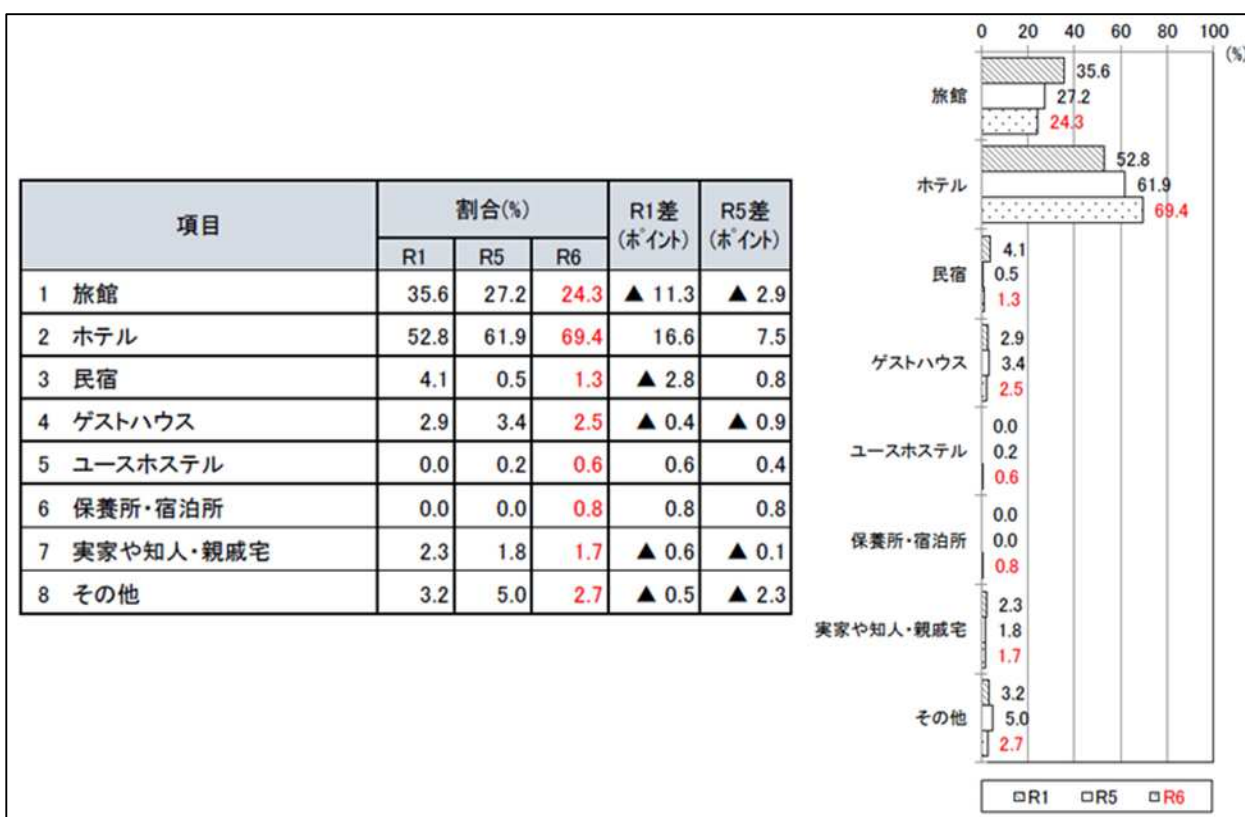 項目 割合(%) R1差(ポイント) R5差(ポイント)
R1 R5 R6
1 旅館 35.6 27.2 24.3 ▲ 11.3 ▲ 2.9
2 ホテル 52.8 61.9 69.4 16.6 7.5
3 民宿 4.1 0.5 1.3 ▲ 2.8 0.8
4 ゲストハウス 2.9 3.4 2.5 ▲ 0.4 ▲ 0.9
5 ユースホステル 0.0 0.2 0.6 0.6 0.4
6 保養所・宿泊所 0.0 0.0 0.8 0.8 0.8
7 実家や知人・親戚宅 2.3 1.8 1.7 ▲ 0.6 ▲ 0.1
8 その他 3.2 5.0 2.7 ▲ 0.5 ▲ 2.3
0 20 40 60 80 100
(%)
旅館
35.6
27.2
24.3
ホテル
52.8
61.9
69.4
民宿
4.1
0.5
1.3
ゲストハウス
2.9
3.4
2.5
ユースホステル
0.0
0.2
0.6
保養所・宿泊所
0.0
0.0
0.8
実家や知人・親戚宅
2.3
1.8
1.7
その他
3.2
5.0
2.7
R1 R5 R6